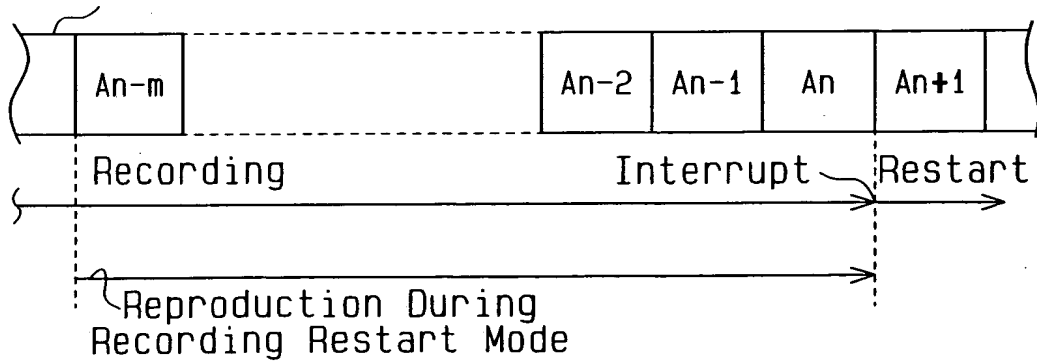 An-m An-2 An-1 An An+1
Recording Interrupt Restart
Reproduction During
Recording Restart Mode